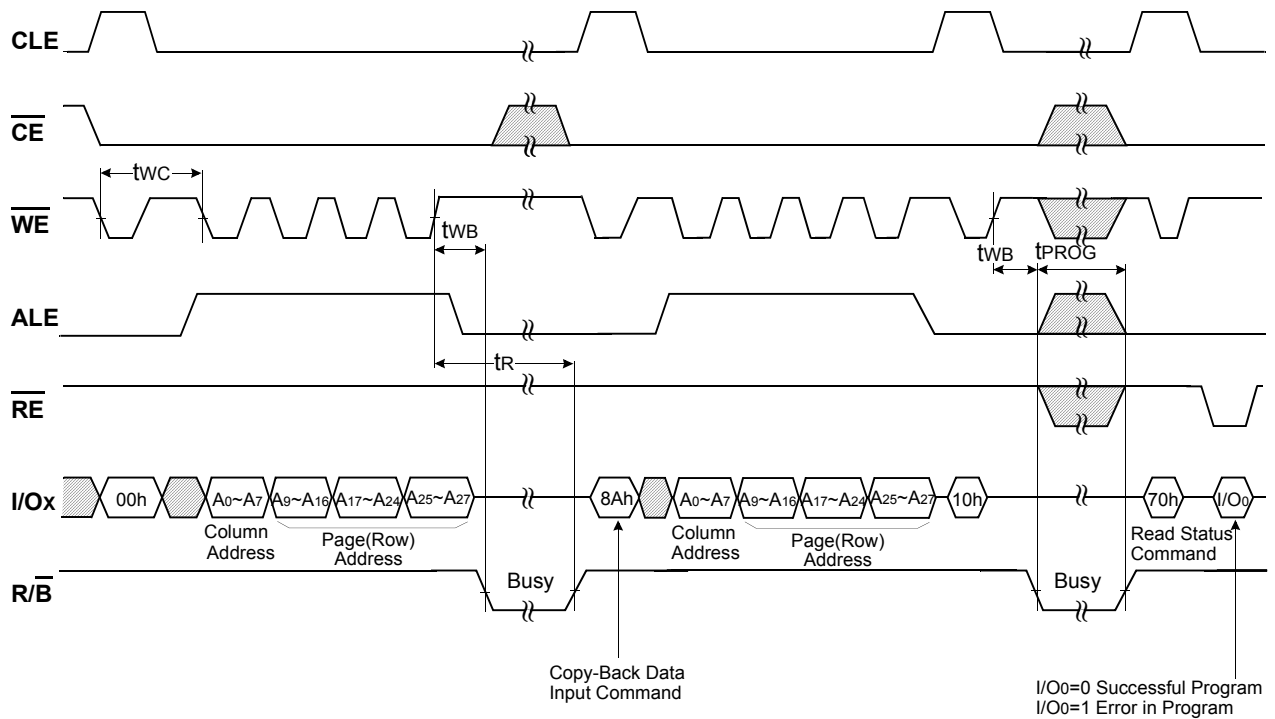 CLE
CE
tWC
WE
tWB
tWB
tPROG
ALE
tR
RE
I/Ox
00h
A0~A7
A9~A16
A17~A24
A25~A27
8Ah
A0~A7
A9~A16
A17~A24
A25~A27
10h
70h
I/O0
Column
Address
Page(Row)
Address
Column
Address
Page(Row)
Address
Read Status
Command
R/B
Busy
Busy
Copy-Back Data
Input Command
I/O0=0 Successful Program
I/O0=1 Error in Program